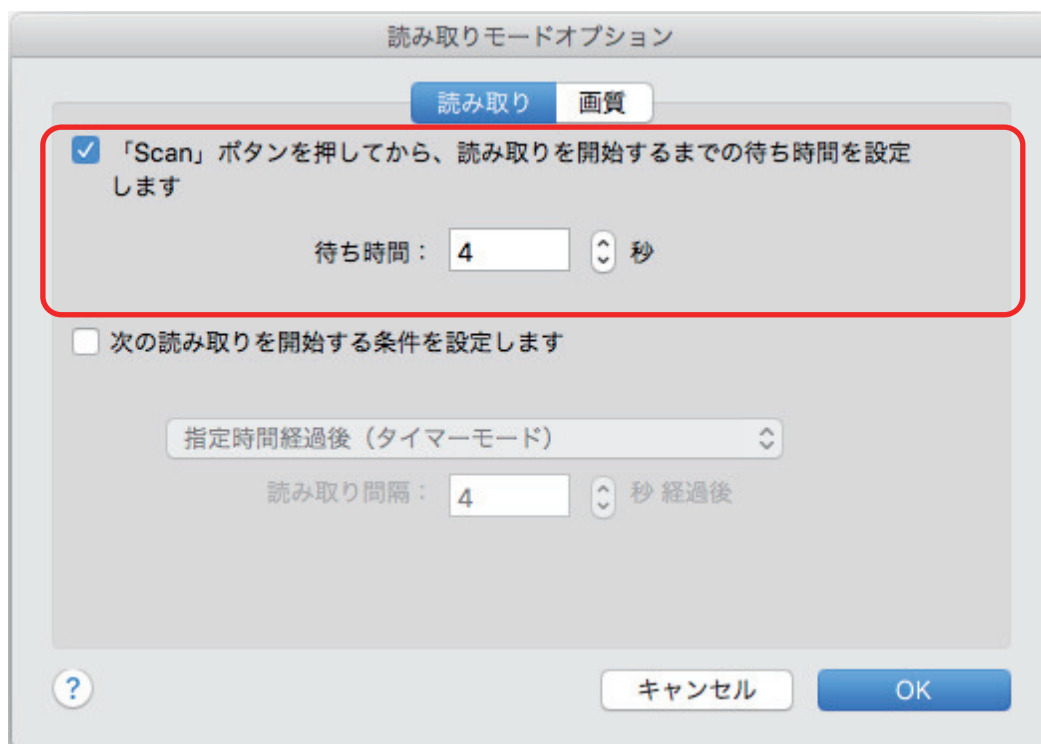 読み取りモードオプション
読み取り 画質
「Scan」ボタンを押してから、読み取りを開始するまでの待ち時間を設定
します
待ち時間： 4 秒
次の読み取りを開始する条件を設定します
指定時間経過後（タイマーモード）
読み取り間隔： 4 秒 経過後
? キャンセル OK